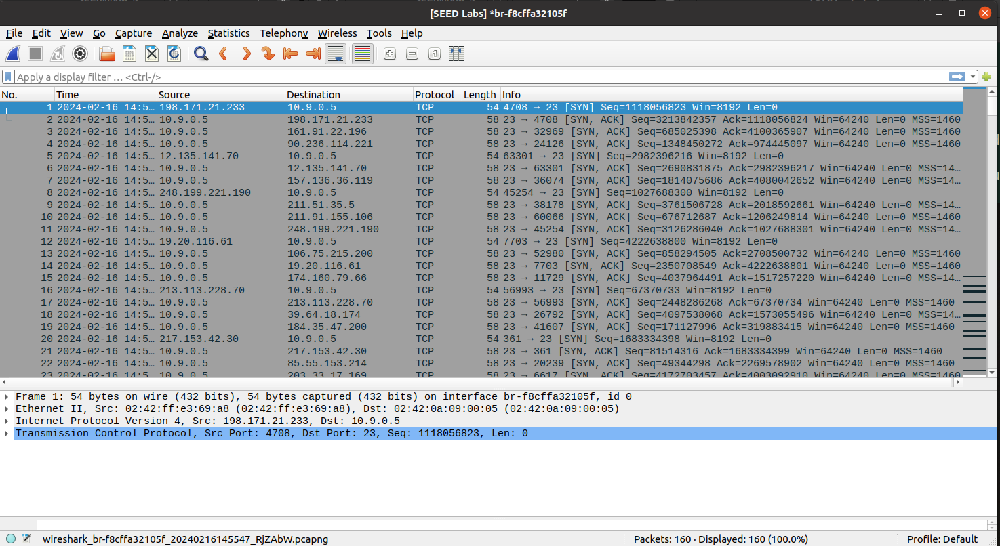 [SEED Labs] *br-f8cffa32105f
File Edit View Go Capture Analyze Statistics Telephony Wireless Tools Help
Apply a display filter … <Ctrl-/>
No. Time Source Destination Protocol Length Info
1 2024-02-16 14:5… 198.171.21.233 10.9.0.5 TCP 54 4708 → 23 [SYN] Seq=1118056823 Win=8192 Len=0
2 2024-02-16 14:5… 10.9.0.5 198.171.21.233 TCP 58 23 → 4708 [SYN, ACK] Seq=3213842357 Ack=1118056824 Win=64240 Len=0 MSS=1460
3 2024-02-16 14:5… 10.9.0.5 161.91.22.196 TCP 58 23 → 32969 [SYN, ACK] Seq=685025398 Ack=4100365907 Win=64240 Len=0 MSS=1460
4 2024-02-16 14:5… 10.9.0.5 90.236.114.221 TCP 58 23 → 24126 [SYN, ACK] Seq=1348450272 Ack=974445097 Win=64240 Len=0 MSS=1460
5 2024-02-16 14:5… 12.135.141.70 10.9.0.5 TCP 54 63301 → 23 [SYN] Seq=2982396216 Win=8192 Len=0
6 2024-02-16 14:5… 10.9.0.5 12.135.141.70 TCP 58 23 → 63301 [SYN, ACK] Seq=2690831875 Ack=2982396217 Win=64240 Len=0 MSS=14…
7 2024-02-16 14:5… 10.9.0.5 157.136.36.119 TCP 58 23 → 36074 [SYN, ACK] Seq=1814075686 Ack=4080042652 Win=64240 Len=0 MSS=14…
8 2024-02-16 14:5… 248.199.221.190 10.9.0.5 TCP 54 45254 → 23 [SYN] Seq=1027688300 Win=8192 Len=0
9 2024-02-16 14:5… 10.9.0.5 211.51.35.5 TCP 58 23 → 38178 [SYN, ACK] Seq=3761506728 Ack=2018592661 Win=64240 Len=0 MSS=14…
10 2024-02-16 14:5… 10.9.0.5 211.91.155.106 TCP 58 23 → 60066 [SYN, ACK] Seq=676712687 Ack=1206249814 Win=64240 Len=0 MSS=1460
11 2024-02-16 14:5… 10.9.0.5 248.199.221.190 TCP 58 23 → 45254 [SYN, ACK] Seq=3126286040 Ack=1027688301 Win=64240 Len=0 MSS=14…
12 2024-02-16 14:5… 19.20.116.61 10.9.0.5 TCP 54 7703 → 23 [SYN] Seq=4222638800 Win=8192 Len=0
13 2024-02-16 14:5… 10.9.0.5 106.75.215.200 TCP 58 23 → 52980 [SYN, ACK] Seq=858294505 Ack=2708500732 Win=64240 Len=0 MSS=1460
14 2024-02-16 14:5… 10.9.0.5 19.20.116.61 TCP 58 23 → 7703 [SYN, ACK] Seq=2350708549 Ack=4222638801 Win=64240 Len=0 MSS=1460
15 2024-02-16 14:5… 10.9.0.5 174.160.79.66 TCP 58 23 → 11729 [SYN, ACK] Seq=4037964491 Ack=1517257220 Win=64240 Len=0 MSS=14…
16 2024-02-16 14:5… 213.113.228.70 10.9.0.5 TCP 54 56993 → 23 [SYN] Seq=67370733 Win=8192 Len=0
17 2024-02-16 14:5… 10.9.0.5 213.113.228.70 TCP 58 23 → 56993 [SYN, ACK] Seq=2448286268 Ack=67370734 Win=64240 Len=0 MSS=1460
18 2024-02-16 14:5… 10.9.0.5 39.64.18.174 TCP 58 23 → 26792 [SYN, ACK] Seq=4097538068 Ack=1573055496 Win=64240 Len=0 MSS=14…
19 2024-02-16 14:5… 10.9.0.5 184.35.47.200 TCP 58 23 → 41607 [SYN, ACK] Seq=171127996 Ack=319883415 Win=64240 Len=0 MSS=1460
20 2024-02-16 14:5… 217.153.42.30 10.9.0.5 TCP 54 361 → 23 [SYN] Seq=1683334398 Win=8192 Len=0
21 2024-02-16 14:5… 10.9.0.5 217.153.42.30 TCP 58 23 → 361 [SYN, ACK] Seq=81514316 Ack=1683334399 Win=64240 Len=0 MSS=1460
22 2024-02-16 14:5… 10.9.0.5 85.55.153.214 TCP 58 23 → 20239 [SYN, ACK] Seq=49344298 Ack=2269578902 Win=64240 Len=0 MSS=1460
23 2024-02-16 14:5… 10.9.0.5 203.33.17.169 TCP 58 23 → 6617 [SYN, ACK] Seq=4172703457 Ack=4003092910 Win=64240 Len=0 MSS=1460
Frame 1: 54 bytes on wire (432 bits), 54 bytes captured (432 bits) on interface br-f8cffa32105f, id 0
Ethernet II, Src: 02:42:ff:e3:69:a8 (02:42:ff:e3:69:a8), Dst: 02:42:0a:09:00:05 (02:42:0a:09:00:05)
Internet Protocol Version 4, Src: 198.171.21.233, Dst: 10.9.0.5
Transmission Control Protocol, Src Port: 4708, Dst Port: 23, Seq: 1118056823, Len: 0
wireshark_br-f8cffa32105f_20240216145547_RjZAbW.pcapng Packets: 160 · Displayed: 160 (100.0%) Profile: Default